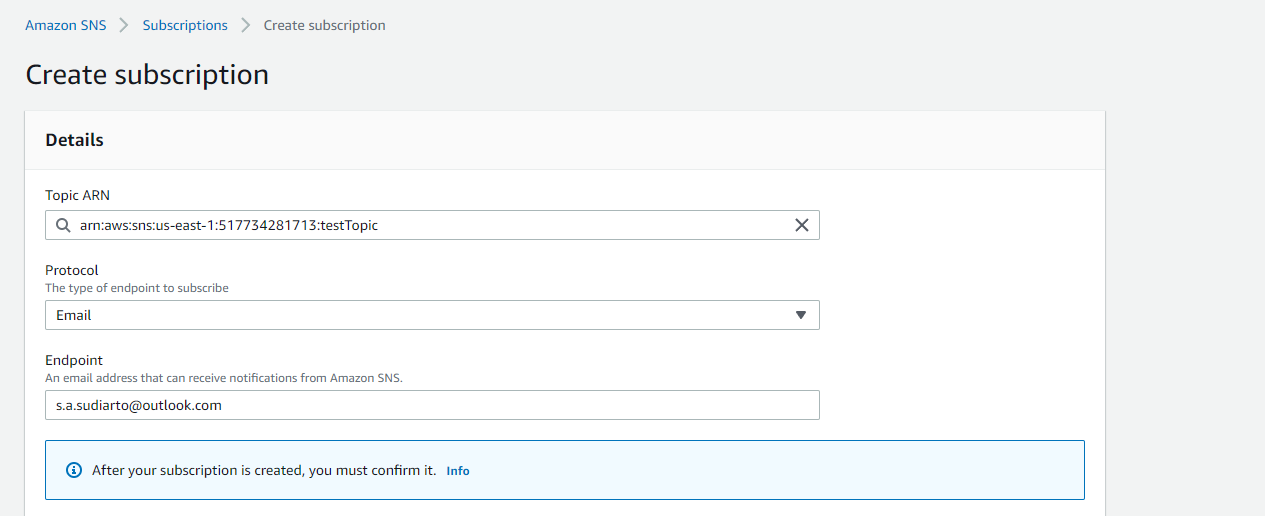 Amazon SNS > Subscriptions > Create subscription
Create subscription
Details
Topic ARN
arn:aws:sns:us-east-1:517734281713:testTopic
Protocol
The type of endpoint to subscribe
Email
Endpoint
An email address that can receive notifications from Amazon SNS.
s.a.sudiarto@outlook.com
After your subscription is created, you must confirm it. Info